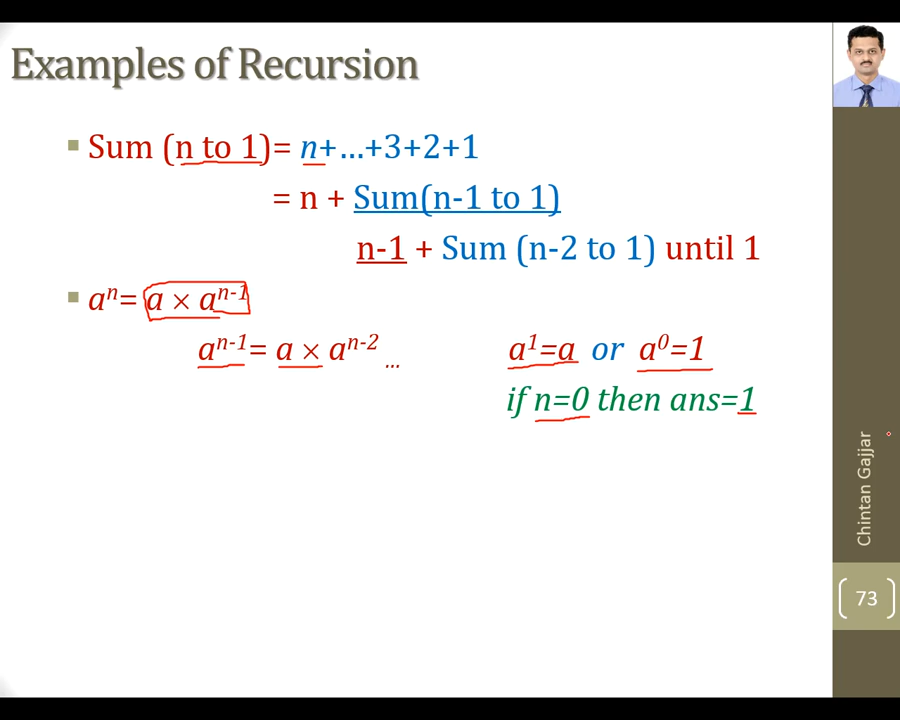 Examples of Recursion
▪ Sum (n to 1)= n+...+3+2+1
= n + Sum(n-1 to 1)
n-1 + Sum (n-2 to 1) until 1
▪ aⁿ= a × aⁿ⁻¹
aⁿ⁻¹= a × aⁿ⁻² ... a¹=a or a⁰=1
if n=0 then ans=1
Chintan Gajjar
73